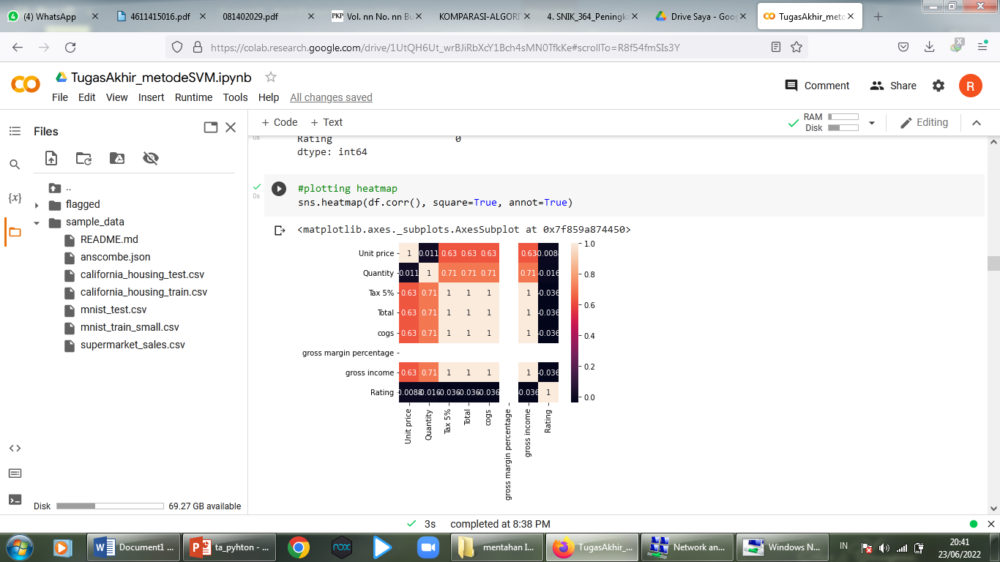 (4) WhatsApp
4611415016.pdf
081402029.pdf
PKP Vol. nn No. nn Bu
KOMPARASI-ALGORI
4. SNIK_364_Peningka
Drive Saya - Goog
TugasAkhir_meto
https://colab.research.google.com/drive/1UtQH6Ut_wrBJiRbXcY1Bch4sMN0TfkKe#scrollTo=R8f54fmSIs3Y
TugasAkhir_metodeSVM.ipynb
Comment Share R
File Edit View Insert Runtime Tools Help All changes saved
Files
+ Code + Text
RAM
Disk
Editing
..
flagged
sample_data
README.md
anscombe.json
california_housing_test.csv
california_housing_train.csv
mnist_test.csv
mnist_train_small.csv
supermarket_sales.csv
Disk 69.27 GB available
0s
Rating 0
dtype: int64
0s
#plotting heatmap
sns.heatmap(df.corr(), square=True, annot=True)
<matplotlib.axes._subplots.AxesSubplot at 0x7f859a874450>
Unit price 1 0.011 0.63 0.63 0.63 0.63 -0.0088
Quantity 0.011 1 0.71 0.71 0.71 0.71 -0.016
Tax 5% 0.63 0.71 1 1 1 1 -0.036
Total 0.63 0.71 1 1 1 1 -0.036
cogs 0.63 0.71 1 1 1 1 -0.036
gross margin percentage
gross income 0.63 0.71 1 1 1 1 -0.036
Rating -0.0088 -0.016 -0.036 -0.036 -0.036 -0.036 1
Unit price
Quantity
Tax 5%
Total
cogs
gross margin percentage
gross income
Rating
1.0
0.8
0.6
0.4
0.2
0.0
3s completed at 8:38 PM
Document1 ...
ta_pyhton - ...
nox
mentahan I...
TugasAkhir_...
Network an...
Windows N...
IN
20:41
23/06/2022